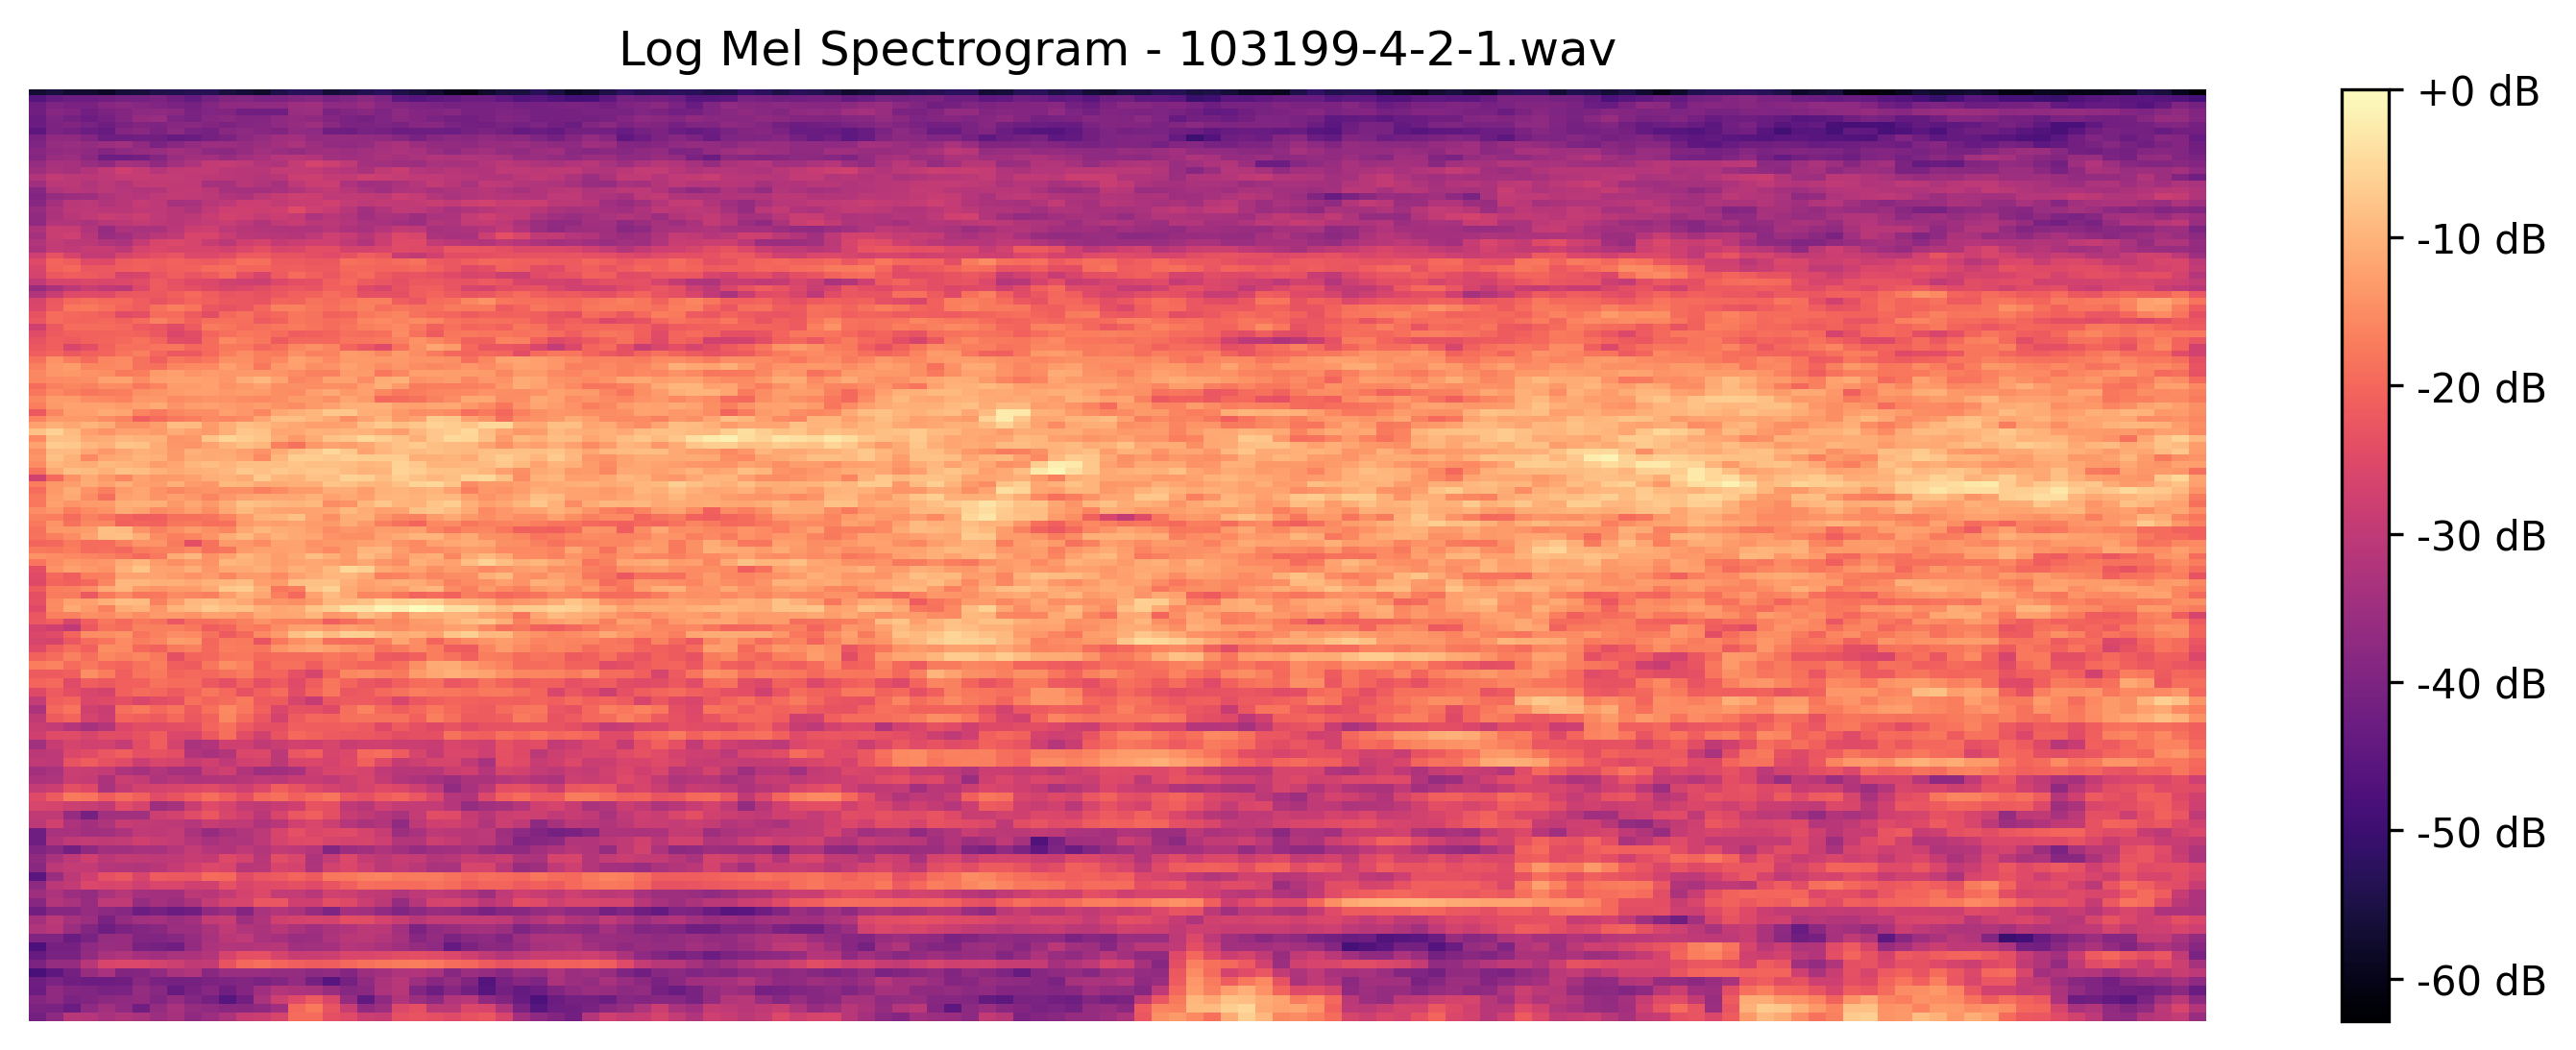 Log Mel Spectrogram - 103199-4-2-1.wav
+0 dB
-10 dB
-20 dB
-30 dB
-40 dB
-50 dB
-60 dB